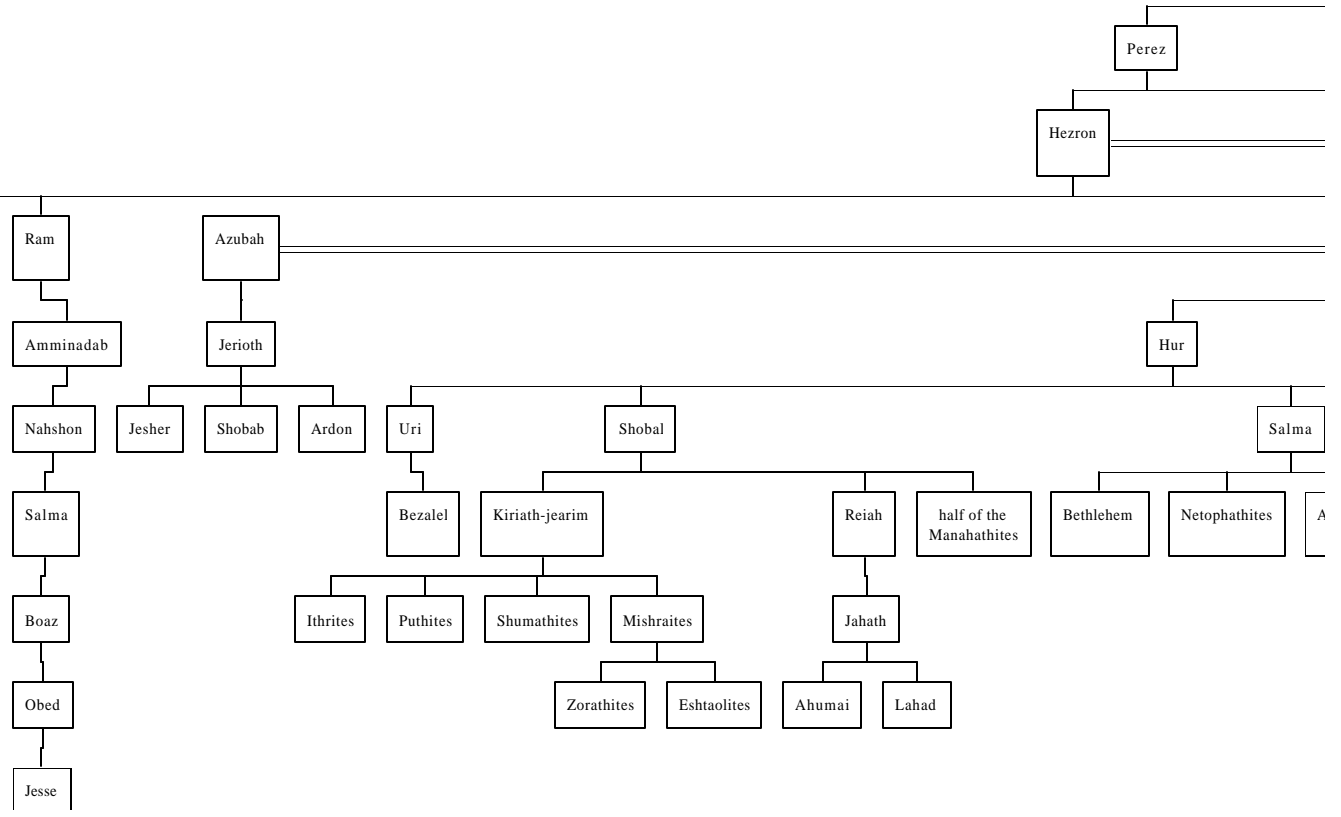 Perez
Hezron
Ram
Azubah
Amminadab
Jerioth
Hur
Nahshon
Jesher
Shobab
Ardon
Uri
Shobal
Salma
Salma
Bezalel
Kiriath-jearim
Reiah
half of the
Manahathites
Bethlehem
Netophathites
Boaz
Ithrites
Puthites
Shumathites
Mishraites
Jahath
Obed
Zorathites
Eshtaolites
Ahumai
Lahad
Jesse